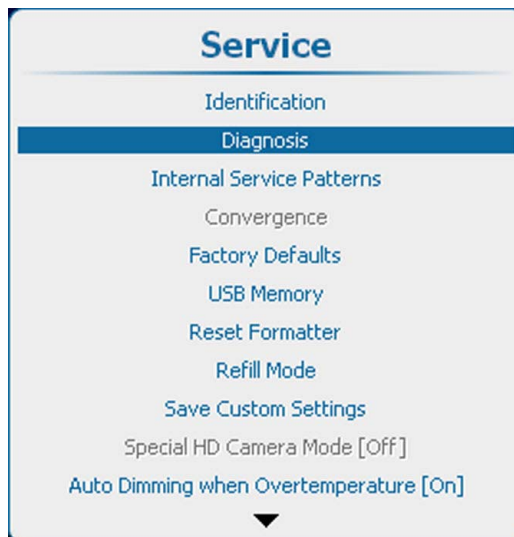 Service
Identification
Diagnosis
Internal Service Patterns
Convergence
Factory Defaults
USB Memory
Reset Formatter
Refill Mode
Save Custom Settings
Special HD Camera Mode [Off]
Auto Dimming when Overtemperature [On]